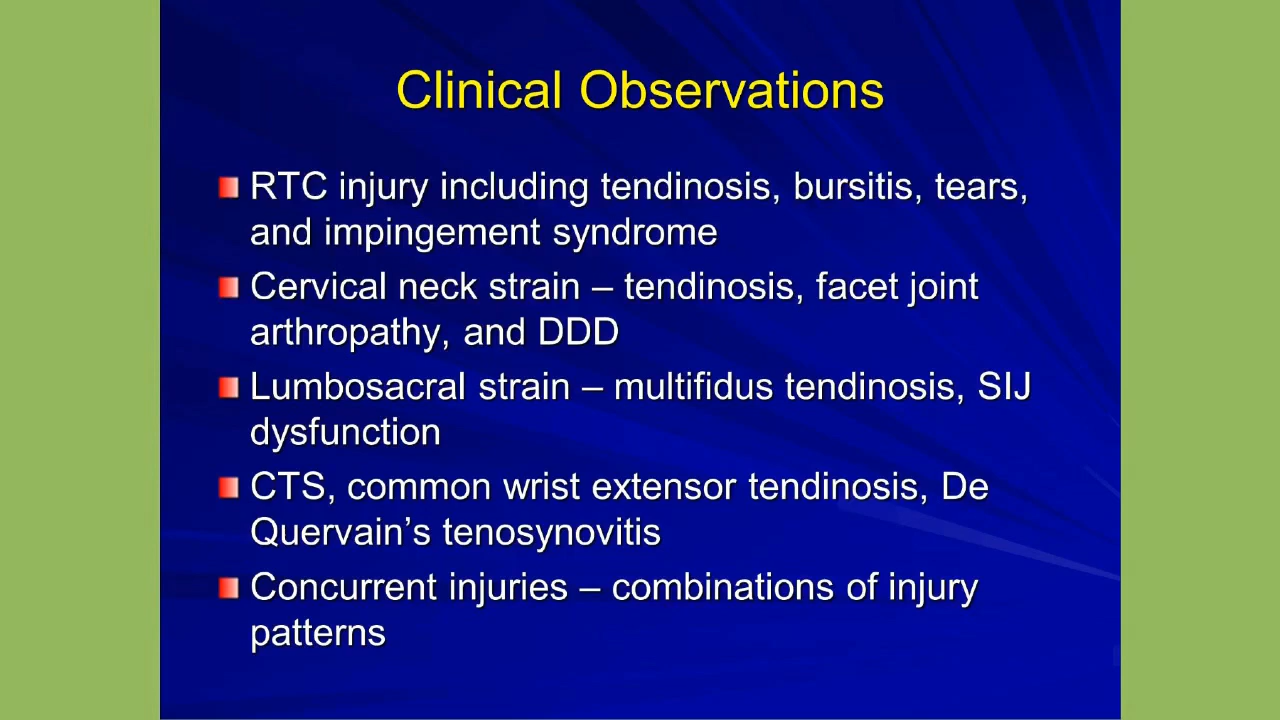 Clinical Observations
RTC injury including tendinosis, bursitis, tears,
and impingement syndrome
Cervical neck strain – tendinosis, facet joint
arthropathy, and DDD
Lumbosacral strain – multifidus tendinosis, SIJ
dysfunction
CTS, common wrist extensor tendinosis, De
Quervain’s tenosynovitis
Concurrent injuries – combinations of injury
patterns